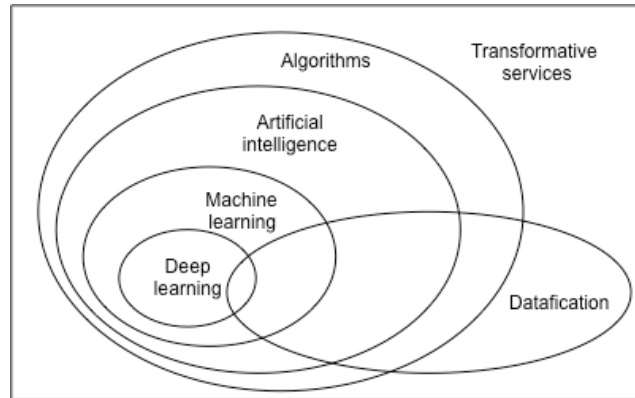 Algorithms
Transformative
services
Artificial
intelligence
Machine
learning
Deep
learning
Datafication